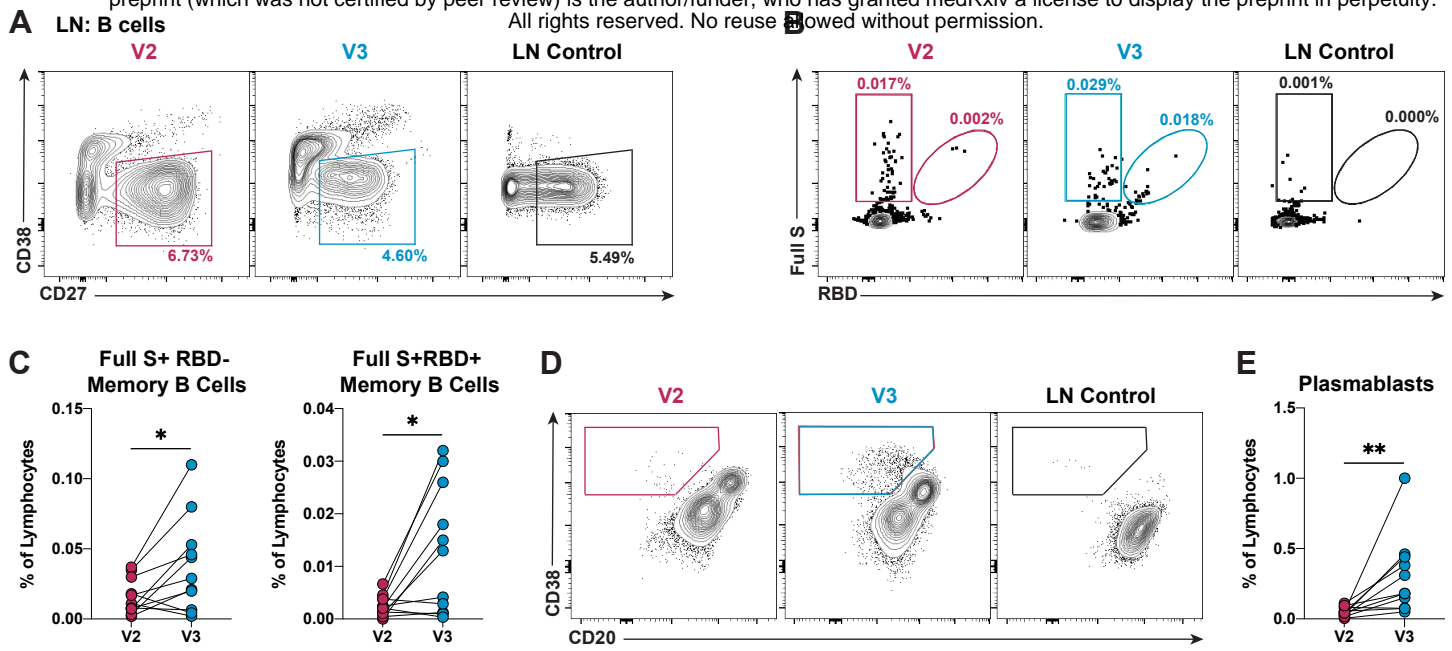 preprint (which was not certified by peer review) is the author/funder, who has granted medRxiv a license to display the preprint in perpetuity.
All rights reserved. No reuse allowed without permission.
A LN: B cells
V2 V3 LN Control
6.73% 4.60% 5.49%
CD38
CD27
B
V2 V3 LN Control
0.017% 0.029% 0.001%
0.002% 0.018% 0.000%
Full S
RBD
C
Full S+ RBD-
Memory B Cells
0.15
0.10
0.05
0.00
% of Lymphocytes
*
V2 V3
Full S+RBD+
Memory B Cells
0.04
0.03
0.02
0.01
0.00
% of Lymphocytes
*
V2 V3
D
V2 V3 LN Control
CD38
CD20
E
Plasmablasts
1.5
1.0
0.5
0.0
% of Lymphocytes
**
V2 V3